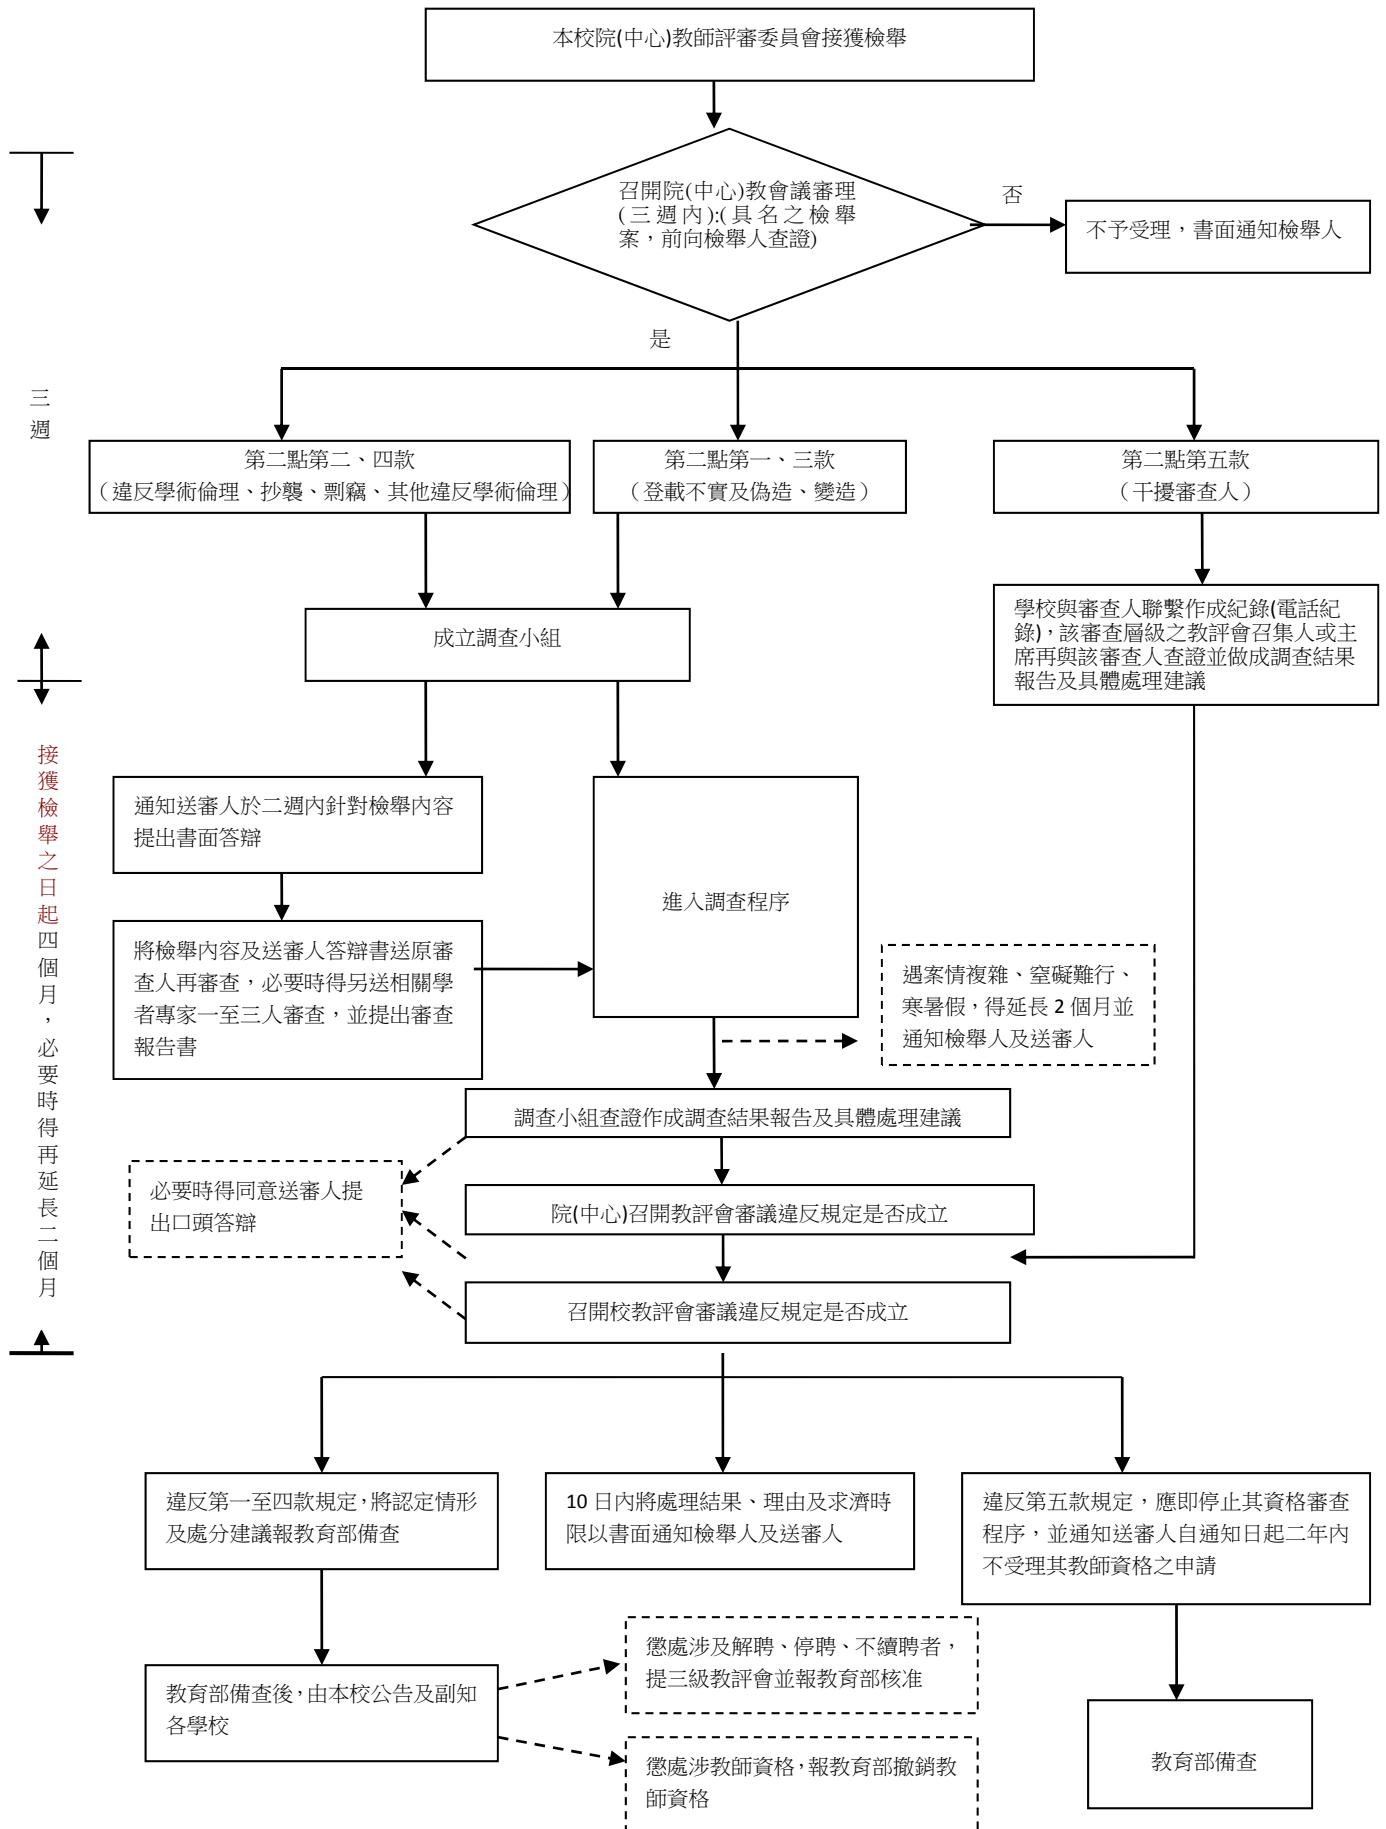 本校院(中心)教師評審委員會接獲檢舉
召開院(中心)教會議審理
(三週內):(具名之檢舉
案，前向檢舉人查證)
否
不予受理，書面通知檢舉人
是
三週
第二點第二、四款
（違反學術倫理、抄襲、剽竊、其他違反學術倫理）
第二點第一、三款
（登載不實及偽造、變造）
第二點第五款
（干擾審查人）
成立調查小組
學校與審查人聯繫作成紀錄(電話紀
錄)，該審查層級之教評會召集人或主
席再與該審查人查證並做成調查結果
報告及具體處理建議
接獲檢舉之日起四個月，必要時得再延長二個月
通知送審人於二週內針對檢舉內容
提出書面答辯
進入調查程序
將檢舉內容及送審人答辯書送原審
查人再審查，必要時得另送相關學
者專家一至三人審查，並提出審查
報告書
遇案情複雜、窒礙難行、
寒暑假，得延長 2 個月並
通知檢舉人及送審人
調查小組查證作成調查結果報告及具體處理建議
必要時得同意送審人提
出口頭答辯
院(中心)召開教評會審議違反規定是否成立
召開校教評會審議違反規定是否成立
違反第一至四款規定，將認定情形
及處分建議報教育部備查
10 日內將處理結果、理由及求濟時
限以書面通知檢舉人及送審人
違反第五款規定，應即停止其資格審查
程序，並通知送審人自通知日起二年內
不受理其教師資格之申請
教育部備查後，由本校公告及副知
各學校
懲處涉及解聘、停聘、不續聘者，
提三級教評會並報教育部核准
懲處涉教師資格，報教育部撤銷教
師資格
教育部備查